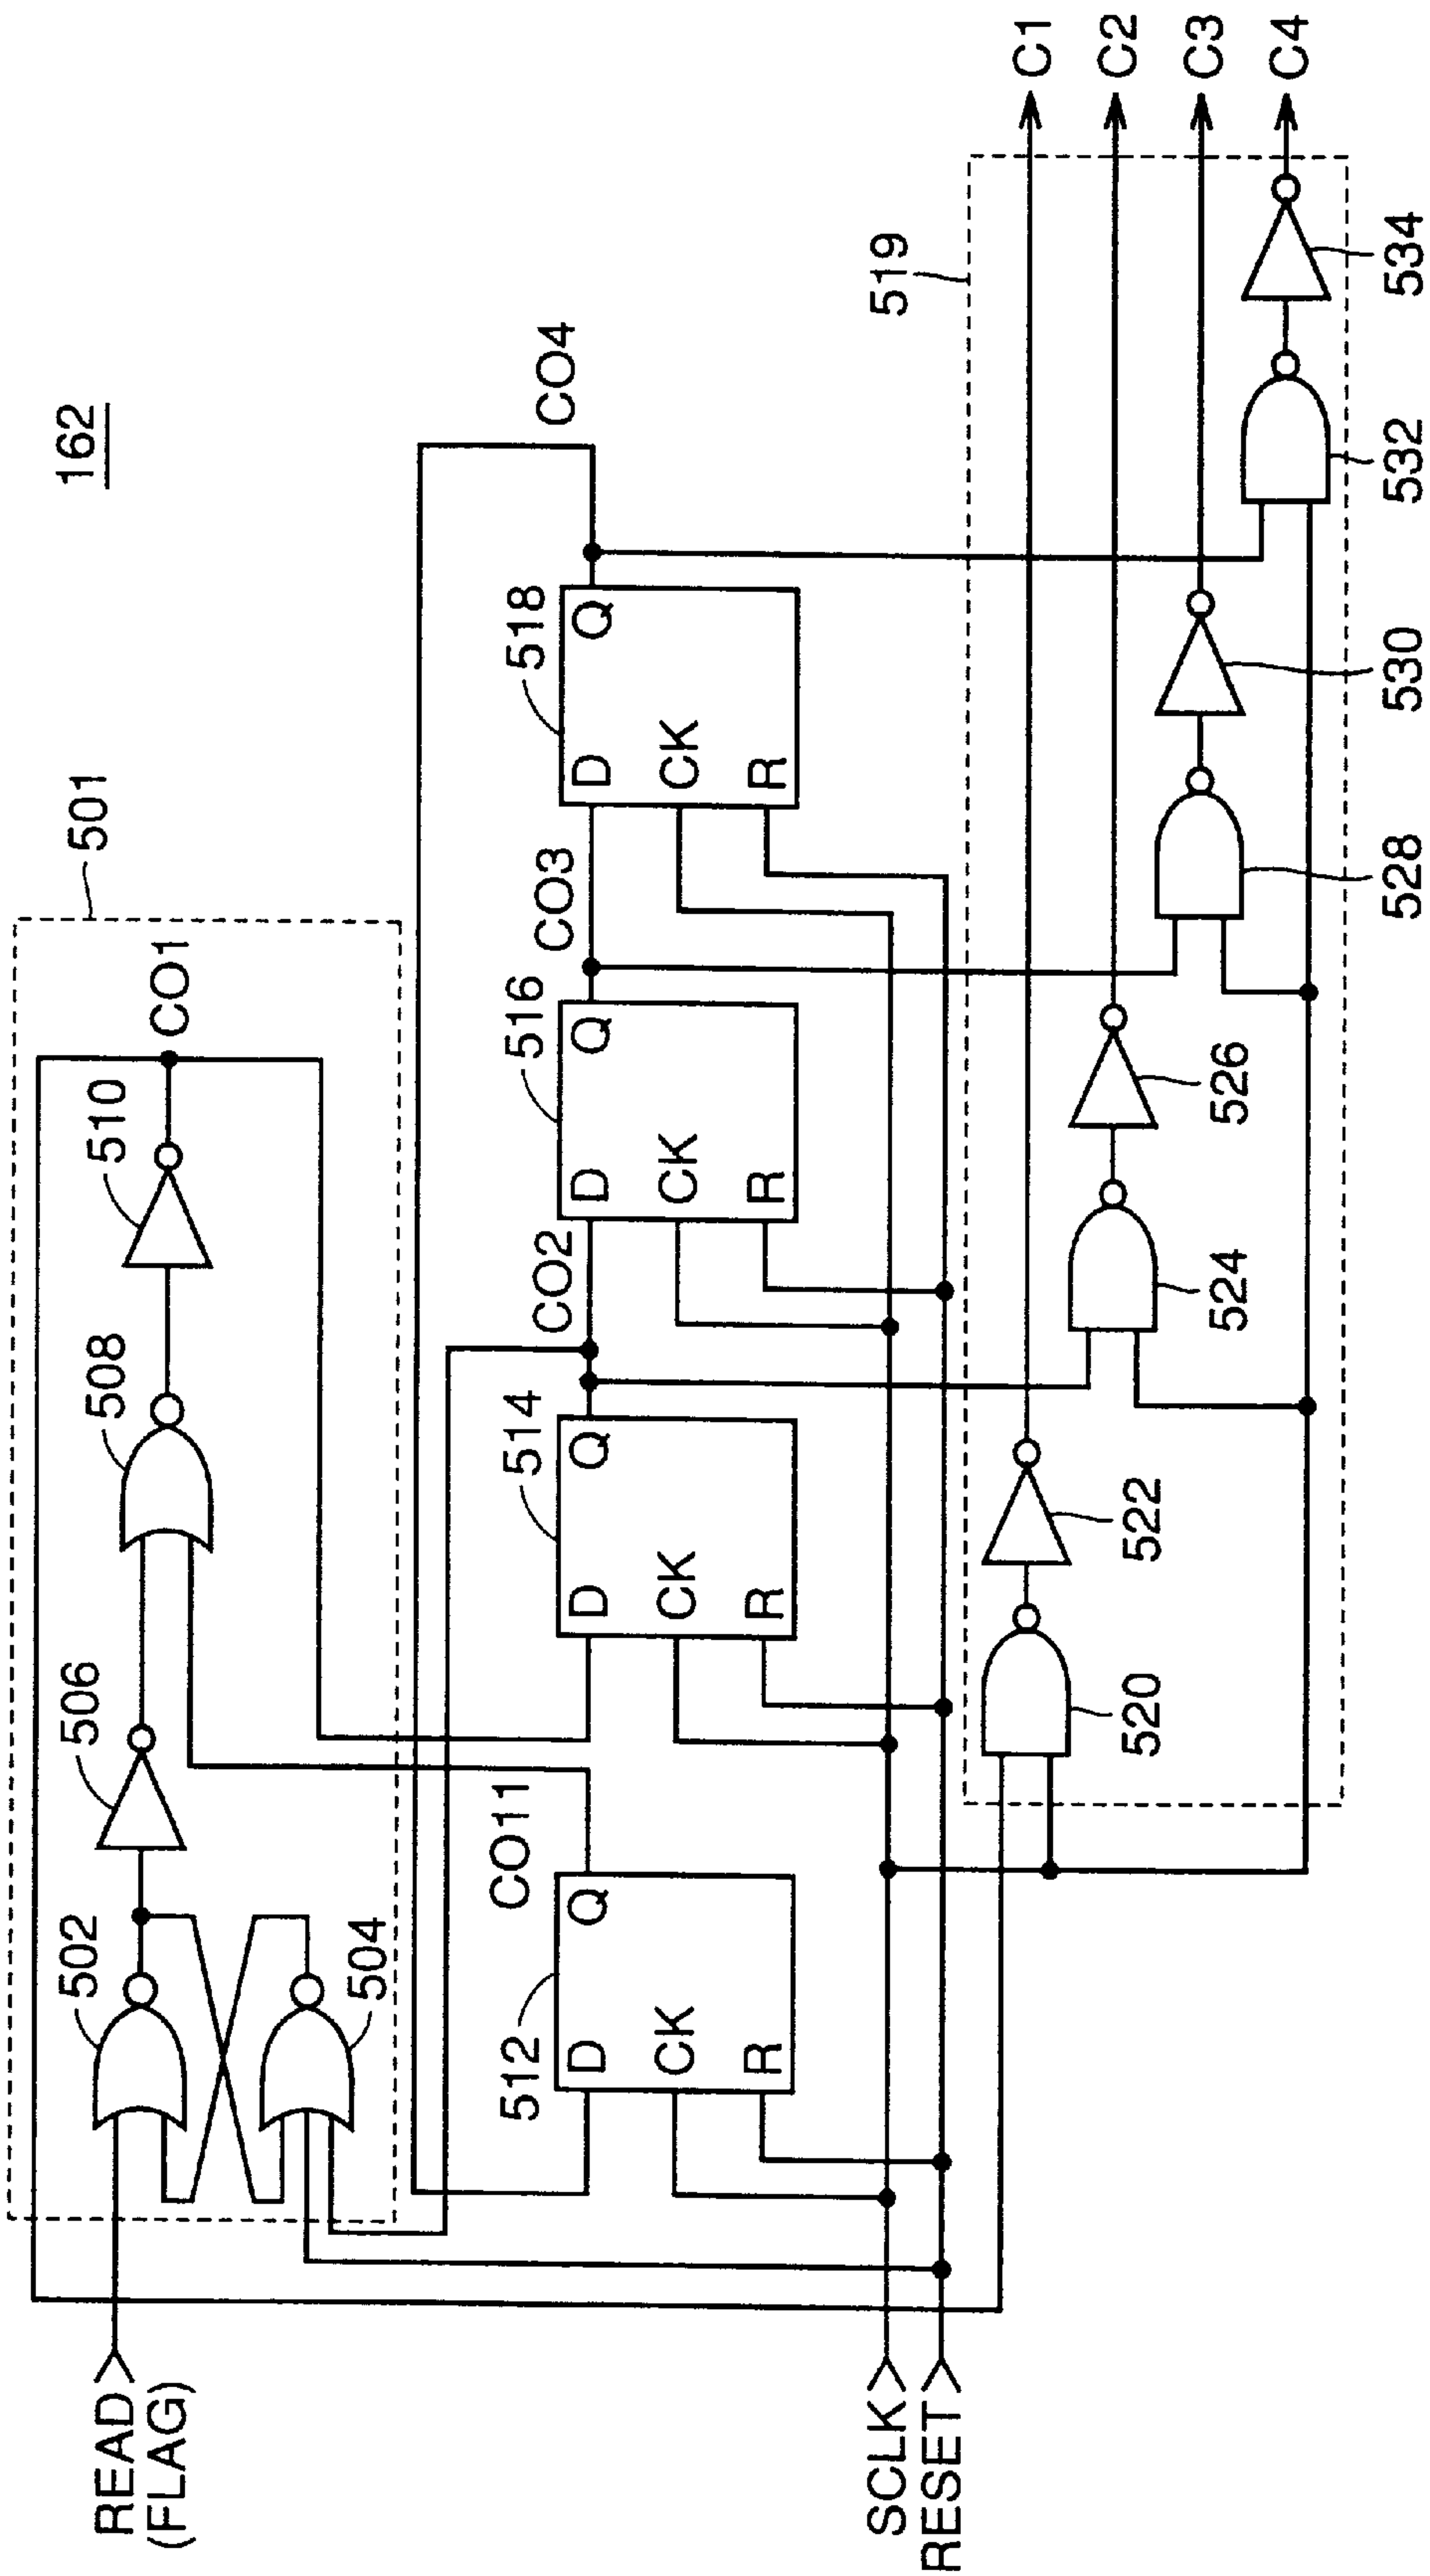 162
501
READ
(FLAG)
502
504
506
508
510
CO1
512
D
CK
R
Q
CO11
514
D
CK
R
Q
CO2
516
D
CK
R
Q
CO3
518
D
CK
R
Q
CO4
SCLK
RESET
519
520
522
524
526
528
530
532
534
C1
C2
C3
C4